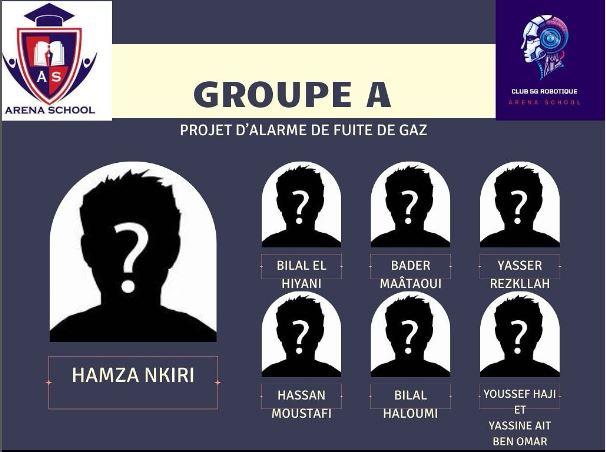 A S
ARENA SCHOOL
GROUPE A
CLUB 5G ROBOTIQUE
ARENA SCHOOL
PROJET D'ALARME DE FUITE DE GAZ
?
?
?
?
HAMZA NKIRI
BILAL EL
HIYANI
BADER
MAÂTAOUI
YASSER
REZKLLAH
?
?
?
HASSAN
MOUSTAFI
BILAL
HALOUMI
YOUSSEF HAJI
ET
YASSINE AIT
BEN OMAR